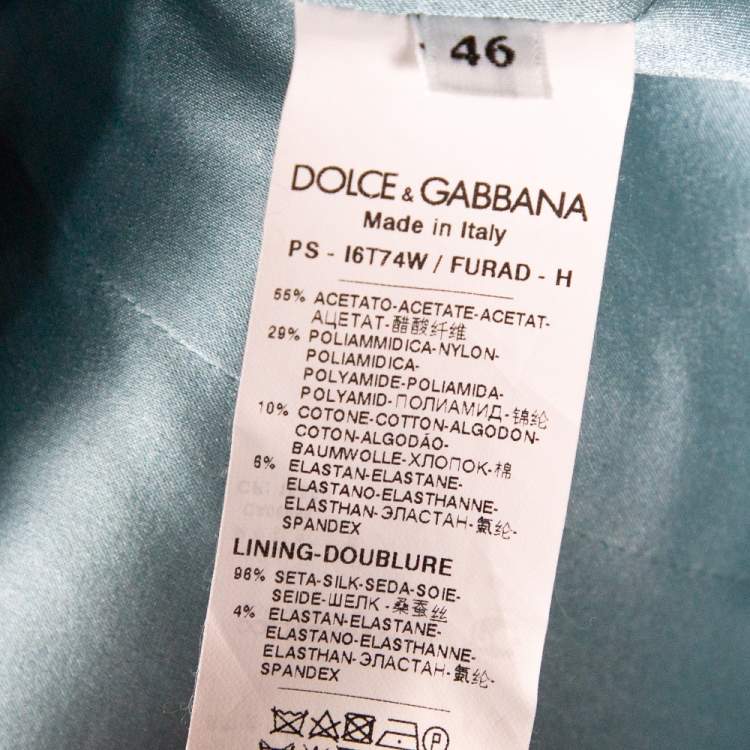 46
DOLCE & GABBANA
Made in Italy
PS - I6T74W / FURAD - H
55% ACETATO-ACETATE-ACETAT-
АЦЕТАТ-醋酸纤维
29% POLIAMMIDICA-NYLON-
POLIAMIDICA-
POLYAMIDE-POLIAMIDA-
POLYAMID-ПОЛИАМИД-锦纶
10% COTONE-COTTON-ALGODON-
COTON-ALGODÃO-
BAUMWOLLE-ХЛОПОК-棉
6% ELASTAN-ELASTANE-
ELASTANO-ELASTHANNE-
ELASTHAN-ЭЛАСТАН-氨纶-
SPANDEX
LINING-DOUBLURE
96% SETA-SILK-SEDA-SOIE-
SEIDE-ШЕЛК-桑蚕丝
4% ELASTAN-ELASTANE-
ELASTANO-ELASTHANNE-
ELASTHAN-ЭЛАСТАН-氨纶-
SPANDEX
P